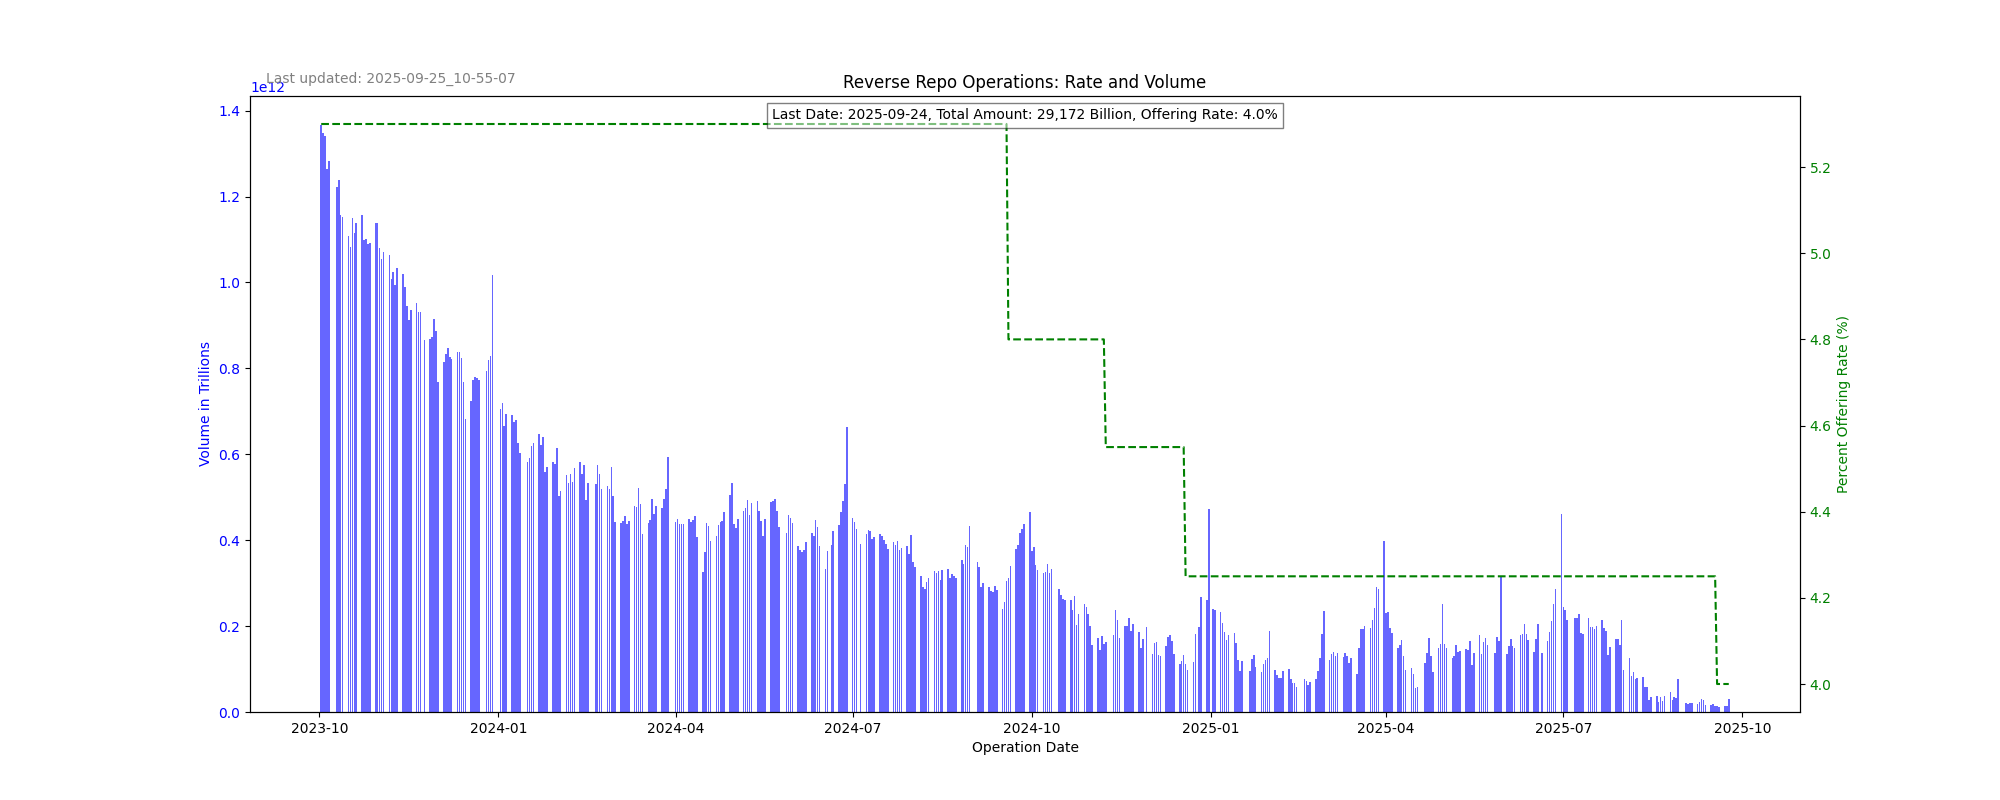 Last updated: 2025-09-25_10-55-07
Reverse Repo Operations: Rate and Volume
1e12
Last Date: 2025-09-24, Total Amount: 29,172 Billion, Offering Rate: 4.0%
1.4
1.2
1.0
0.8
0.6
0.4
0.2
0.0
Volume in Trillions
5.2
5.0
4.8
4.6
4.4
4.2
4.0
Percent Offering Rate (%)
2023-10 2024-01 2024-04 2024-07 2024-10 2025-01 2025-04 2025-07 2025-10
Operation Date